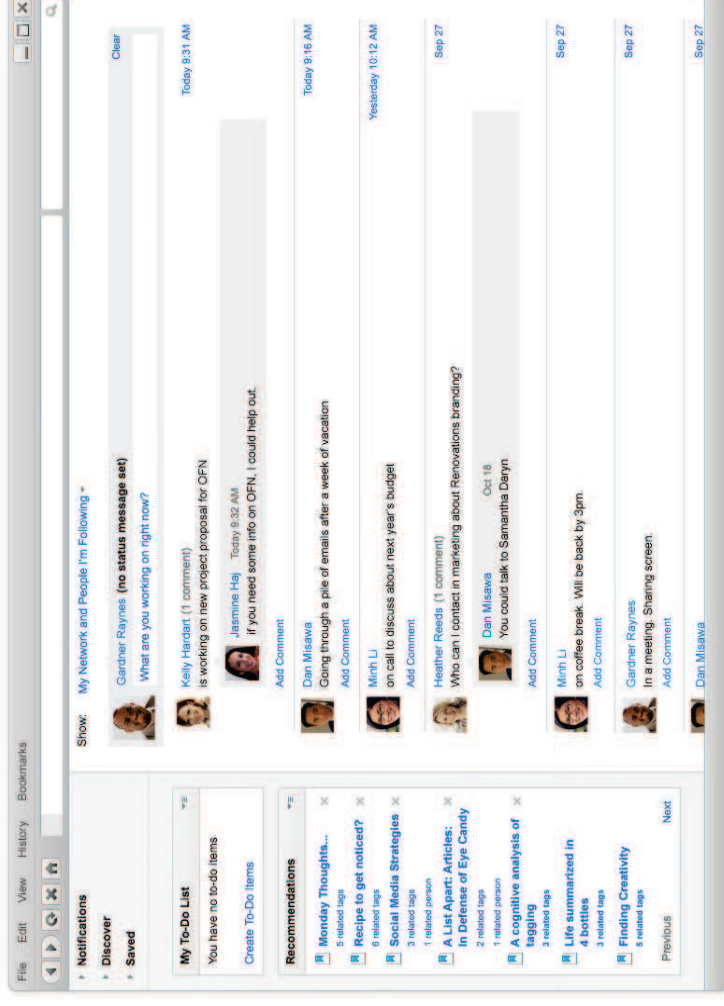 File Edit View History Bookmarks
Notifications
Discover
Saved
My To-Do List
You have no to-do items
Create To-Do Items
Recommendations
Monday Thoughts...
5 related tags
Recipe to get noticed?
6 related tags
Social Media Strategies
3 related tags
1 related person
A List Apart: Articles:
In Defense of Eye Candy
2 related tags
1 related person
A cognitive analysis of
tagging
3 related tags
Life summarized in
4 bottles
3 related tags
Finding Creativity
5 related tags
Previous Next
Show: My Network and People I'm Following
Gardner Raynes (no status message set) Clear
What are you working on right now?
Kelly Hardart (1 comment) Today 9:31 AM
is working on new project proposal for OFN
Jasmine Haj Today 9:32 AM
if you need some info on OFN, I could help out.
Add Comment
Dan Misawa Today 9:16 AM
Going through a pile of emails after a week of vacation
Add Comment
Minh Li Yesterday 10:12 AM
on call to discuss about next year's budget
Add Comment
Heather Reeds (1 comment) Sep 27
Who can I contact in marketing about Renovations branding?
Dan Misawa Oct 18
You could talk to Samantha Daryn
Add Comment
Minh Li Sep 27
on coffee break. Will be back by 3pm.
Add Comment
Gardner Raynes Sep 27
In a meeting. Sharing screen.
Add Comment
Dan Misawa Sep 27